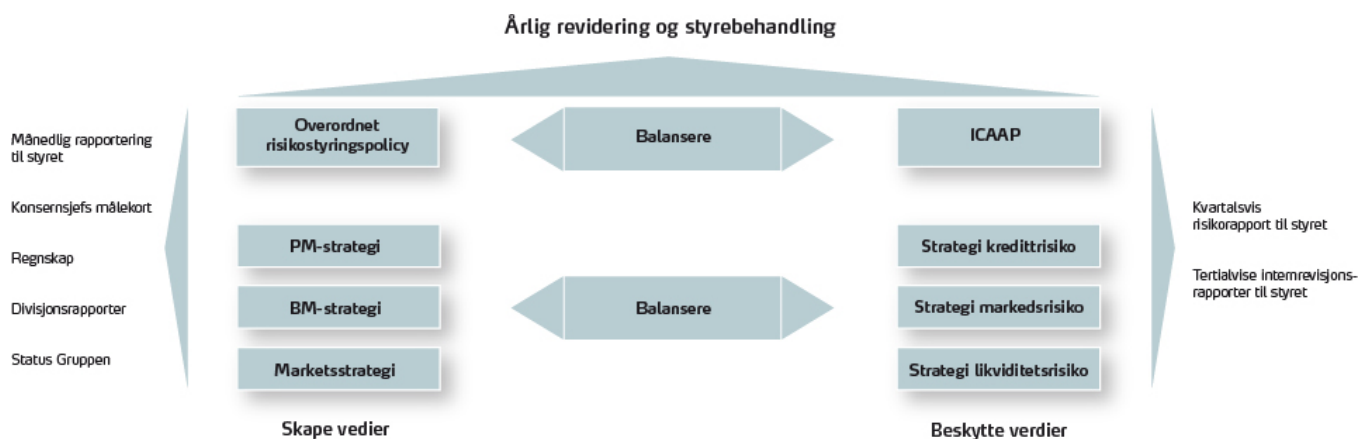 Årlig revidering og styrebehandling
Månedlig rapportering
til styret
Konsernsjefs målekort
Regnskap
Divisjonsrapporter
Status Gruppen
Overordnet
risikostyringspolicy
Balansere
ICAAP
PM-strategi
BM-strategi
Marketsstrategi
Balansere
Strategi kredittrisiko
Strategi markedsrisiko
Strategi likviditetsrisiko
Kvartalsvis
risikorapport til styret
Tertialvise internrevisjons-
rapporter til styret
Skape vedier
Beskytte verdier